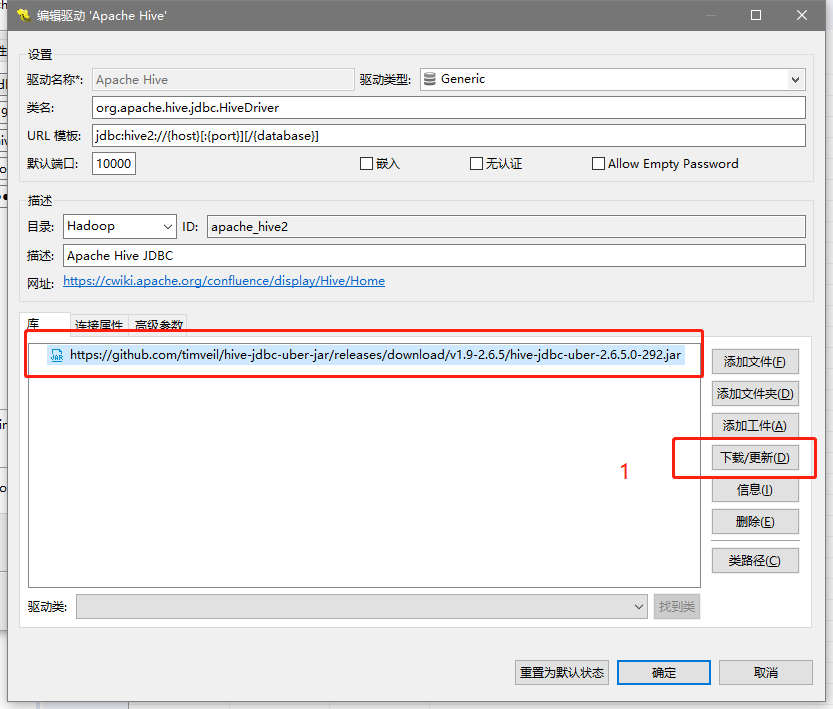 编辑驱动 'Apache Hive'
设置
驱动名称*: Apache Hive 驱动类型: Generic
类名: org.apache.hive.jdbc.HiveDriver
URL 模板: jdbc:hive2://{host}[:{port}][/{database}]
默认端口: 10000 嵌入 无认证 Allow Empty Password
描述
目录: Hadoop ID: apache_hive2
描述: Apache Hive JDBC
网址: https://cwiki.apache.org/confluence/display/Hive/Home
库 连接属性 高级参数
https://github.com/timveil/hive-jdbc-uber-jar/releases/download/v1.9-2.6.5/hive-jdbc-uber-2.6.5.0-292.jar
添加文件(F)
添加文件夹(D)
添加工件(A)
下载/更新(D)
1
信息(I)
删除(E)
类路径(C)
驱动类: 找到类
重置为默认状态 确定 取消